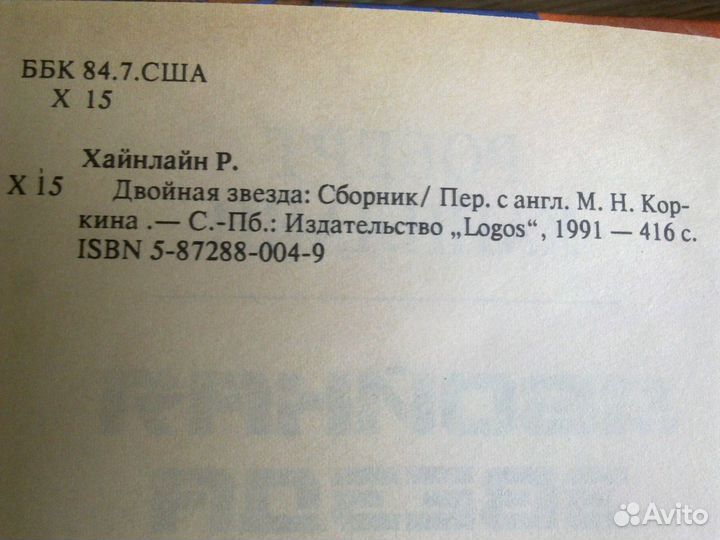 ББК 84.7.США
Х 15
Хайнлайн Р.
Х 15 Двойная звезда: Сборник/ Пер. с англ. М. Н. Кор-
кина .— С.-Пб.: Издательство „Logos“, 1991 — 416 с.
ISBN 5-87288-004-9
Avito